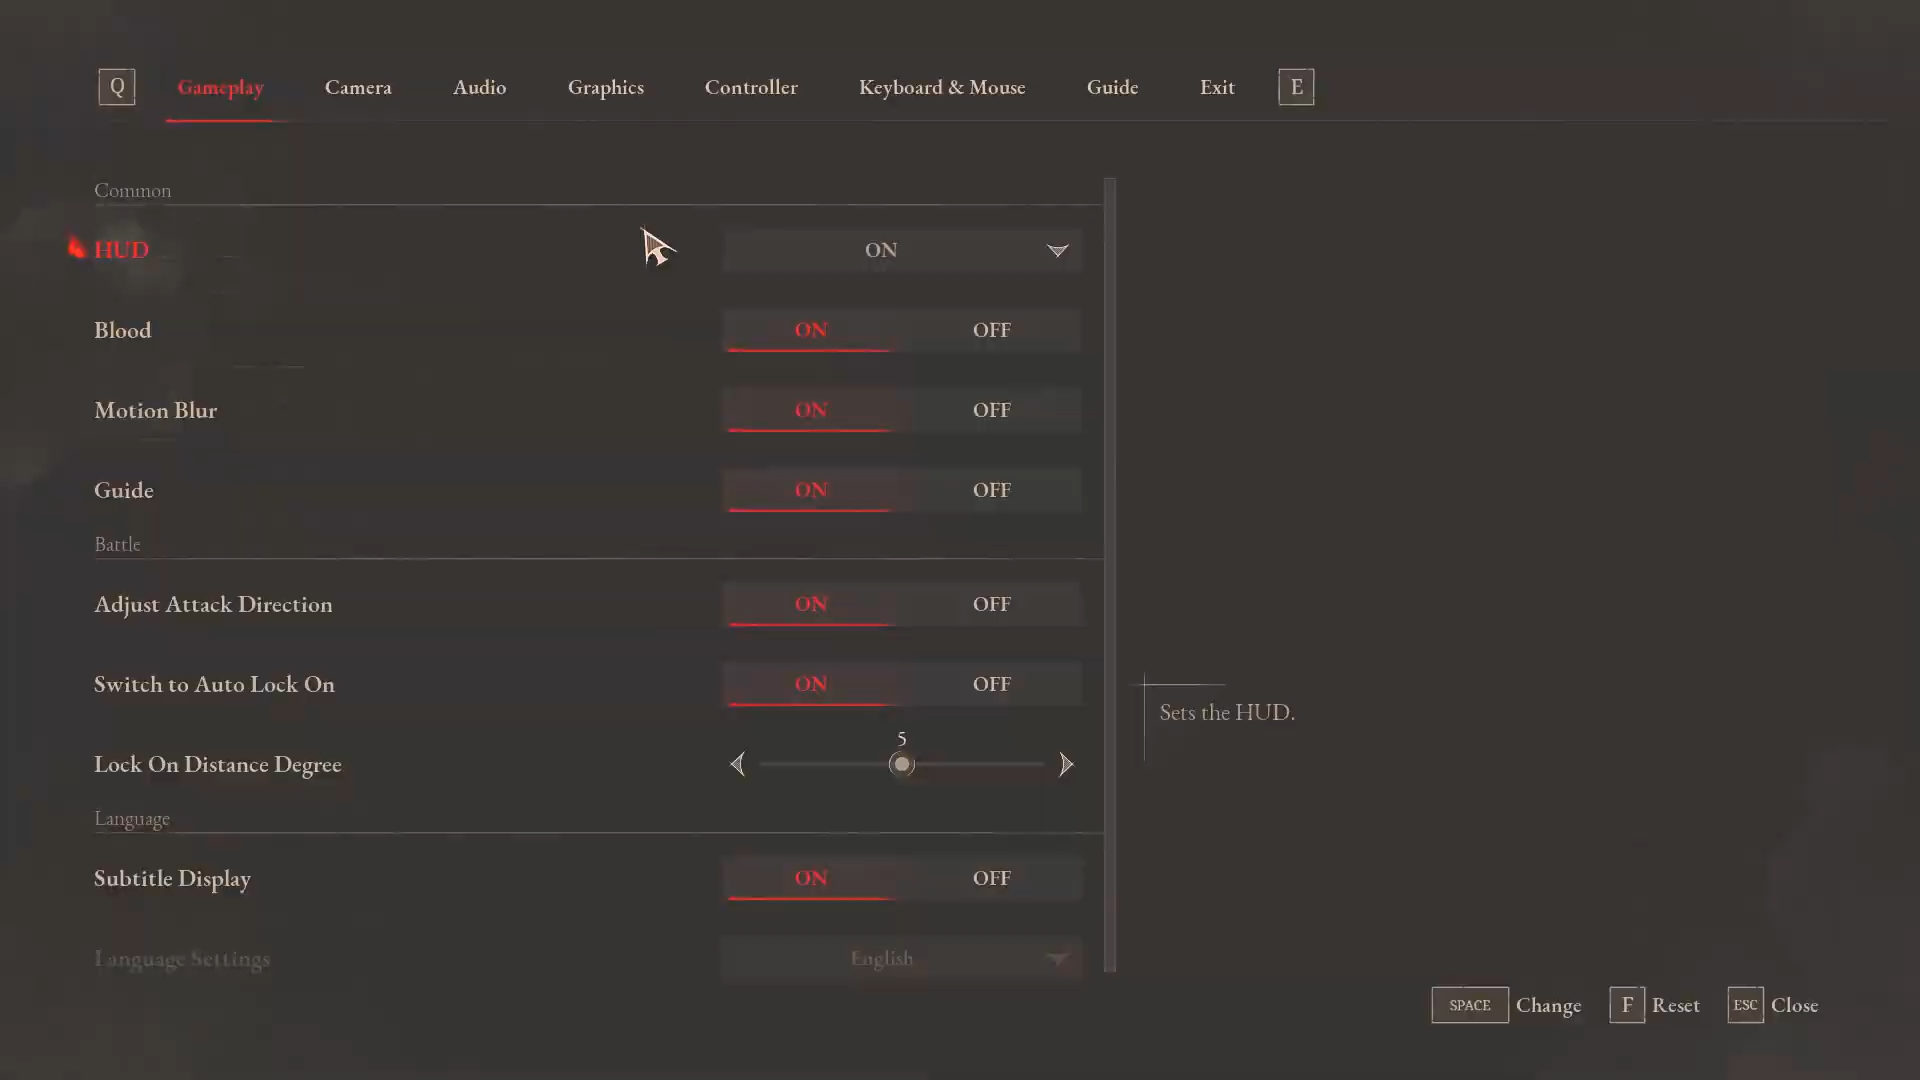 Q Gameplay Camera Audio Graphics Controller Keyboard & Mouse Guide Exit E
Common
HUD ON
Blood ON OFF
Motion Blur ON OFF
Guide ON OFF
Battle
Adjust Attack Direction ON OFF
Switch to Auto Lock On ON OFF
Sets the HUD.
5
Lock On Distance Degree
Language
Subtitle Display ON OFF
Language Settings English
SPACE Change F Reset ESC Close